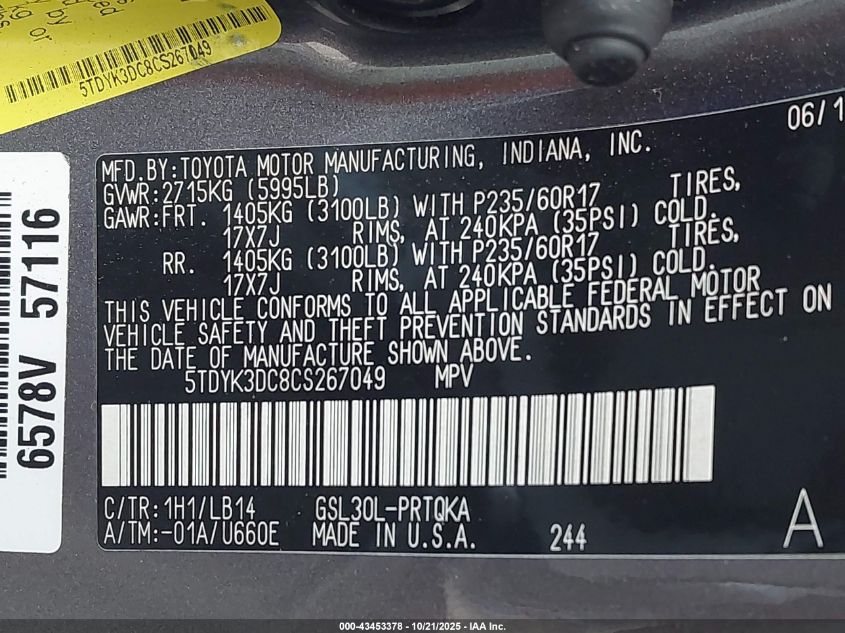 by
kg or
5TDYK3DC8CS267049
6578V 57116
06/1
MFD.BY:TOYOTA MOTOR MANUFACTURING, INDIANA, INC.
GVWR:2715KG (5995LB)
GAWR:FRT. 1405KG (3100LB) WITH P235/60R17 TIRES,
17X7J RIMS, AT 240KPA (35PSI) COLD.
RR. 1405KG (3100LB) WITH P235/60R17 TIRES,
17X7J RIMS, AT 240KPA (35PSI) COLD.
THIS VEHICLE CONFORMS TO ALL APPLICABLE FEDERAL MOTOR
VEHICLE SAFETY AND THEFT PREVENTION STANDARDS IN EFFECT ON
THE DATE OF MANUFACTURE SHOWN ABOVE.
5TDYK3DC8CS267049 MPV
C/TR:1H1/LB14 GSL30L-PRTQKA
A/TM:-01A/U660E MADE IN U.S.A. 244 A
000-43453378 - 10/21/2025 - IAA Inc.